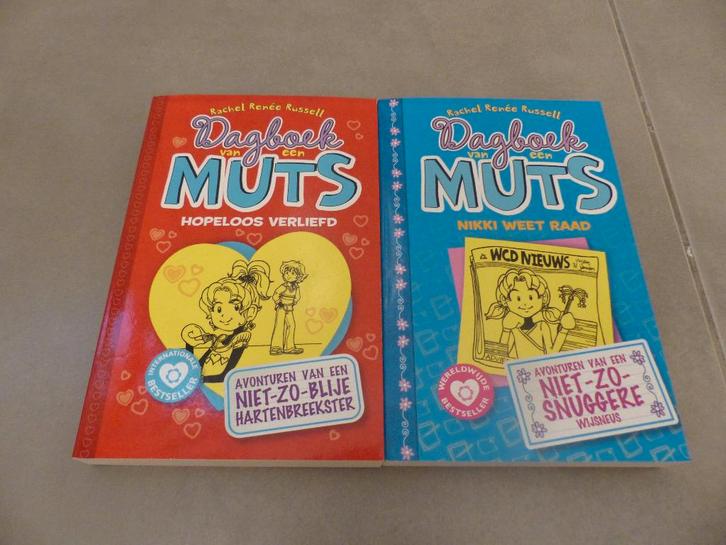 Rachel Renée Russell
Dagboek
van een
MUTS
HOPELOOS VERLIEFD
INTERNATIONALE
BESTSELLER
AVONTUREN VAN EEN
NIET-ZO-BLIJE
HARTENBREEKSTER
Rachel Renée Russell
Dagboek
van een
MUTS
NIKKI WEET RAAD
WCD NIEUWS
WERELDWIJDE
BESTSELLER
AVONTUREN VAN EEN
NIET-ZO-
SNUGGERE
WIJSNEUS